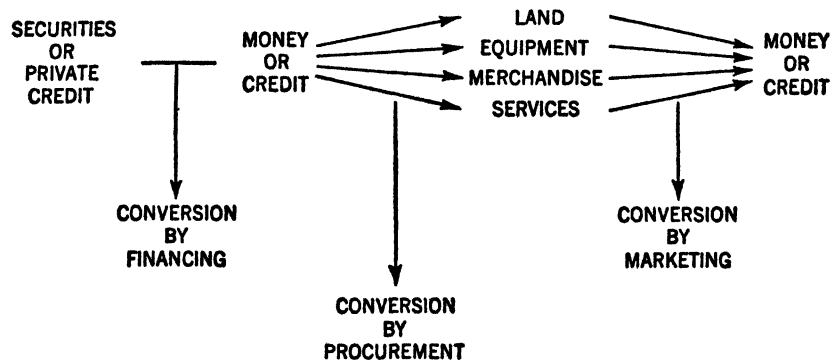 SECURITIES
OR
PRIVATE
CREDIT
MONEY
OR
CREDIT
LAND
EQUIPMENT
MERCHANDISE
SERVICES
MONEY
OR
CREDIT
CONVERSION
BY
FINANCING
CONVERSION
BY
PROCUREMENT
CONVERSION
BY
MARKETING